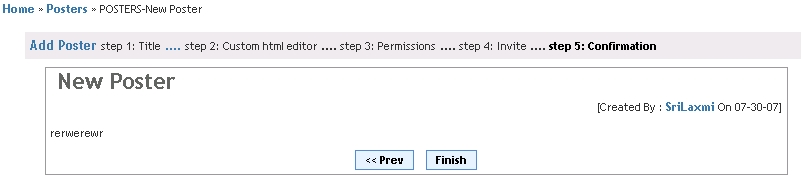 Home » Posters » POSTERS-New Poster
Add Poster step 1: Title .... step 2: Custom html editor .... step 3: Permissions .... step 4: Invite .... step 5: Confirmation
New Poster
[Created By : SriLaxmi On 07-30-07]
rerwerewr
<< Prev Finish